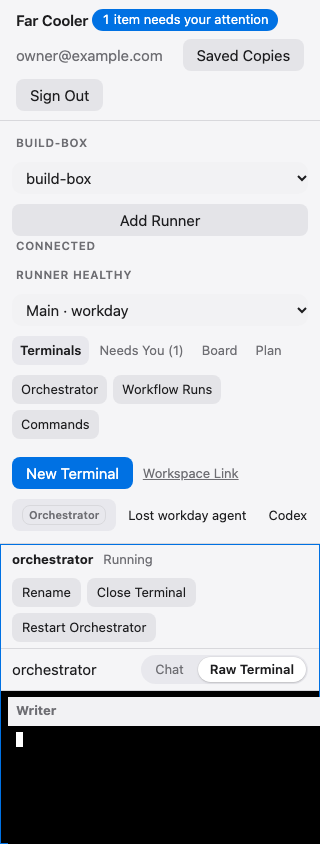 Far Cooler 1 item needs your attention
owner@example.com Saved Copies
Sign Out
BUILD-BOX
build-box
Add Runner
CONNECTED
RUNNER HEALTHY
Main · workday
Terminals Needs You (1) Board Plan
Orchestrator Workflow Runs
Commands
New Terminal Workspace Link
Orchestrator Lost workday agent Codex
orchestrator Running
Rename Close Terminal
Restart Orchestrator
orchestrator Chat Raw Terminal
Writer